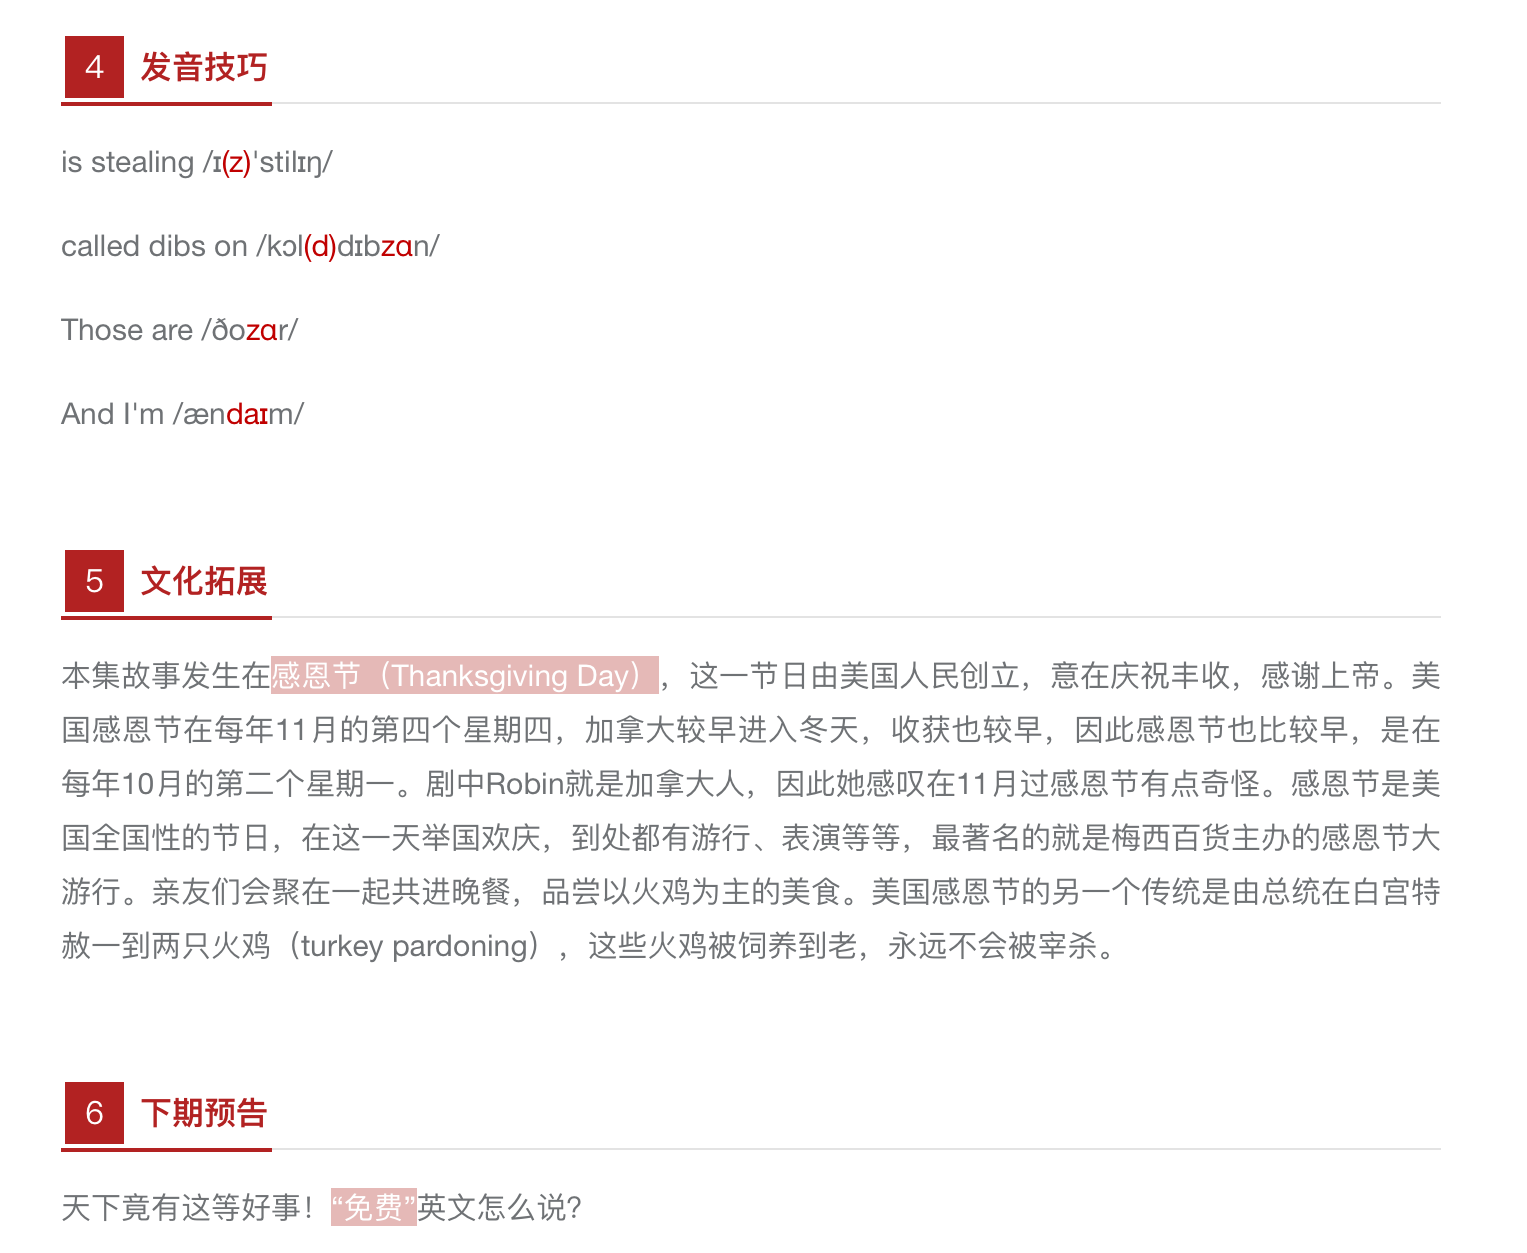 4 发音技巧
is stealing /ɪ(z)'stilɪŋ/
called dibs on /kɔl(d)dɪbzɑn/
Those are /ðozɑr/
And I'm /ændaɪm/
5 文化拓展
本集故事发生在感恩节（Thanksgiving Day），这一节日由美国人民创立，意在庆祝丰收，感谢上帝。美
国感恩节在每年11月的第四个星期四，加拿大较早进入冬天，收获也较早，因此感恩节也比较早，是在
每年10月的第二个星期一。剧中Robin就是加拿大人，因此她感叹在11月过感恩节有点奇怪。感恩节是美
国全国性的节日，在这一天举国欢庆，到处都有游行、表演等等，最著名的就是梅西百货主办的感恩节大
游行。亲友们会聚在一起共进晚餐，品尝以火鸡为主的美食。美国感恩节的另一个传统是由总统在白宫特
赦一到两只火鸡（turkey pardoning），这些火鸡被饲养到老，永远不会被宰杀。
6 下期预告
天下竟有这等好事！“免费”英文怎么说？